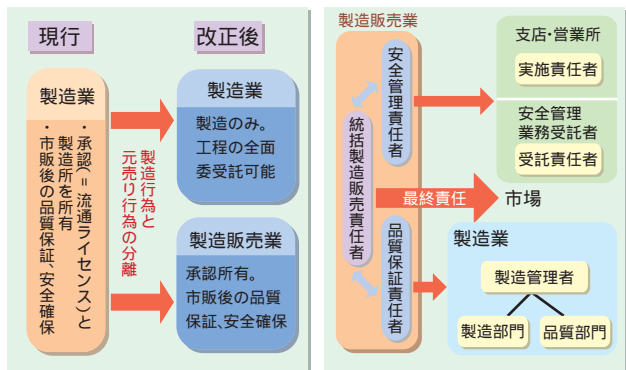 現行
改正後
製造業
・承認(=流通ライセンス)と
製造所を所有
・市販後の品質保証、安全確保
製造行為と
元売り行為の分離
製造業
製造のみ。
工程の全面
委受託可能
製造販売業
承認所有。
市販後の品質
保証、安全確保
製造販売業
安全管理責任者
統括製造販売責任者
品質保証責任者
支店・営業所
実施責任者
安全管理
業務受託者
受託責任者
最終責任
市場
製造業
製造管理者
製造部門
品質部門